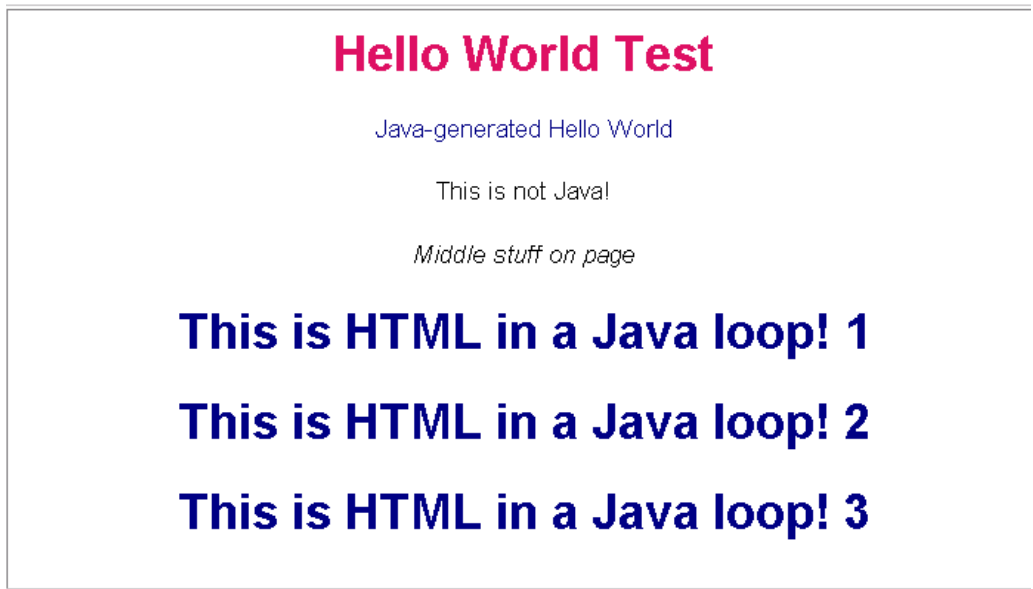 Hello World Test
Java-generated Hello World
This is not Java!
Middle stuff on page
This is HTML in a Java loop! 1
This is HTML in a Java loop! 2
This is HTML in a Java loop! 3